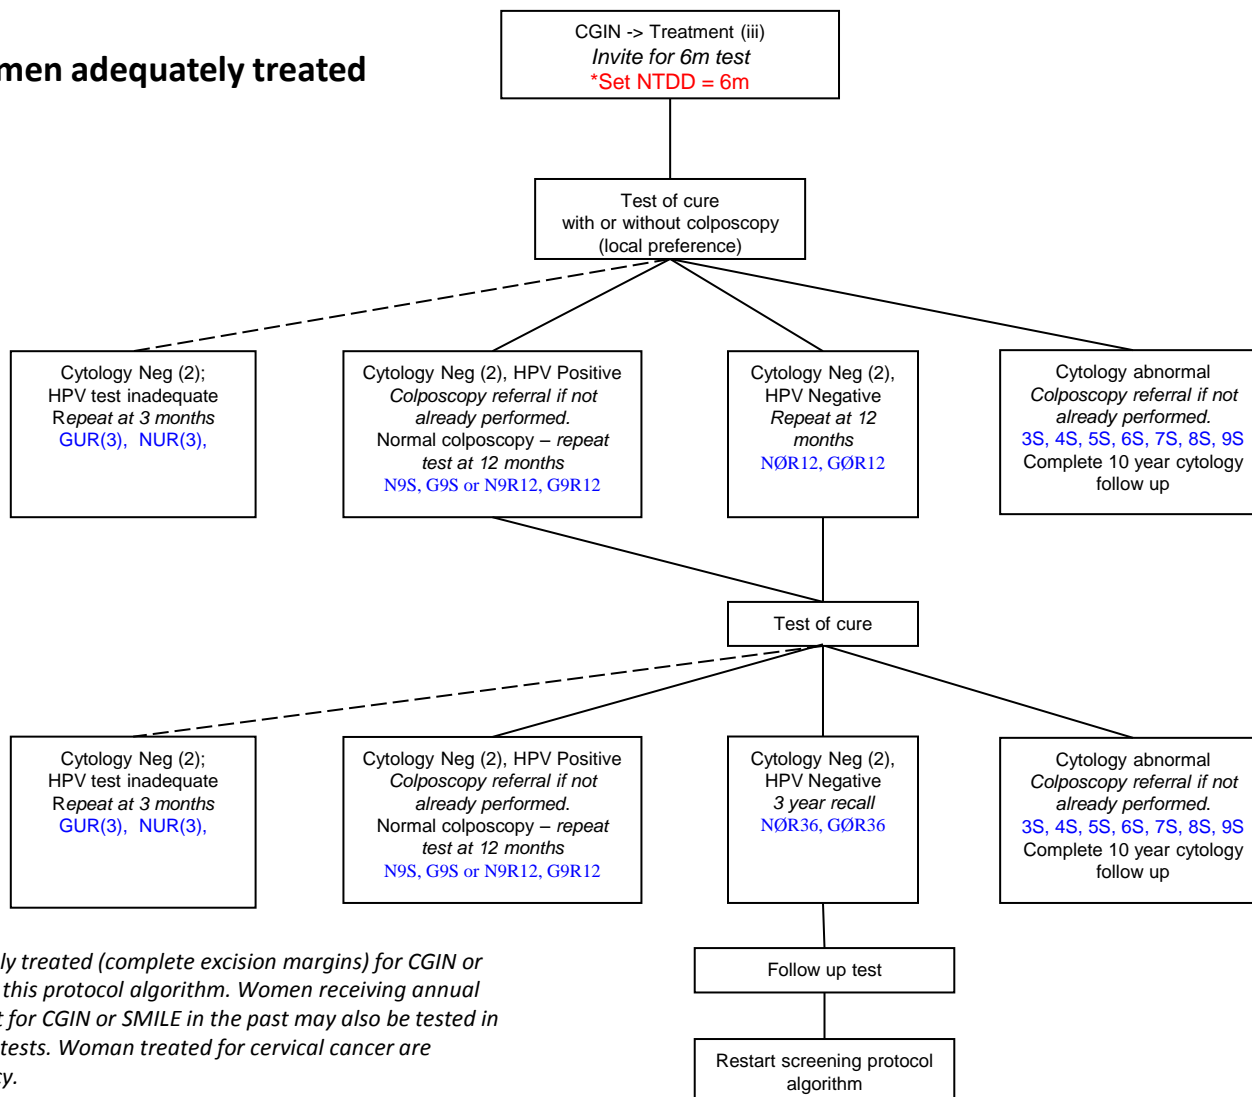 CGIN -> Treatment (iii)
Invite for 6m test
*Set NTDD = 6m
men adequately treated
Test of cure
with or without colposcopy
(local preference)
Cytology Neg (2);
HPV test inadequate
Repeat at 3 months
GUR(3), NUR(3),
Cytology Neg (2), HPV Positive
Colposcopy referral if not
already performed.
Normal colposcopy – repeat
test at 12 months
N9S, G9S or N9R12, G9R12
Cytology Neg (2),
HPV Negative
Repeat at 12
months
NØR12, GØR12
Cytology abnormal
Colposcopy referral if not
already performed.
3S, 4S, 5S, 6S, 7S, 8S, 9S
Complete 10 year cytology
follow up
Test of cure
Cytology Neg (2);
HPV test inadequate
Repeat at 3 months
GUR(3), NUR(3),
Cytology Neg (2), HPV Positive
Colposcopy referral if not
already performed.
Normal colposcopy – repeat
test at 12 months
N9S, G9S or N9R12, G9R12
Cytology Neg (2),
HPV Negative
3 year recall
NØR36, GØR36
Cytology abnormal
Colposcopy referral if not
already performed.
3S, 4S, 5S, 6S, 7S, 8S, 9S
Complete 10 year cytology
follow up
Follow up test
Restart screening protocol
algorithm
ly treated (complete excision margins) for CGIN or
this protocol algorithm. Women receiving annual
t for CGIN or SMILE in the past may also be tested in
tests. Woman treated for cervical cancer are
cy.